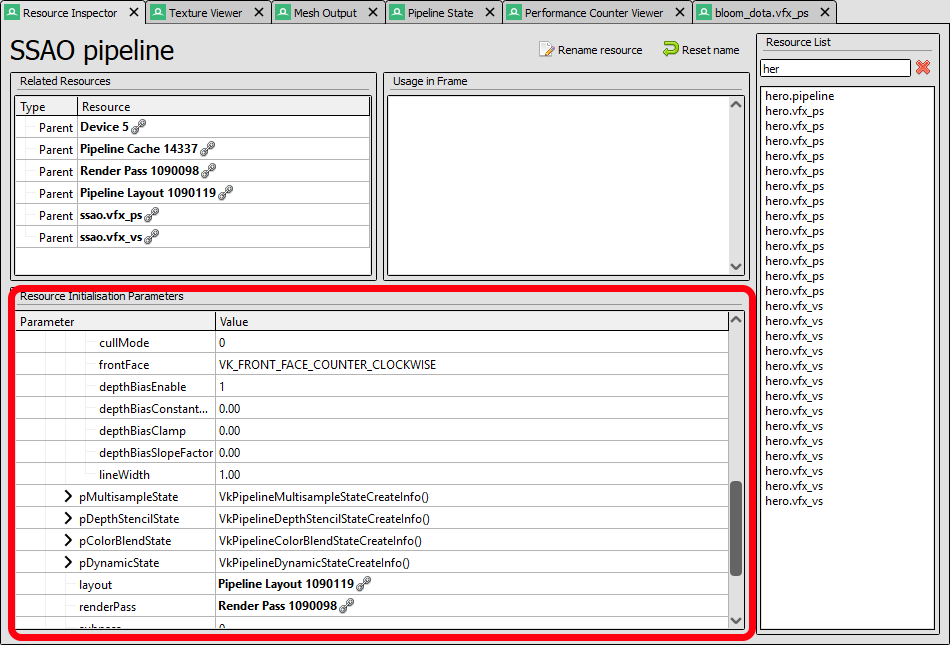 Resource Inspector
Texture Viewer
Mesh Output
Pipeline State
Performance Counter Viewer
bloom_dota.vfx_ps
SSAO pipeline
Rename resource
Reset name
Related Resources
Type Resource
Parent Device 5
Parent Pipeline Cache 14337
Parent Render Pass 1090098
Parent Pipeline Layout 1090119
Parent ssao.vfx_ps
Parent ssao.vfx_vs
Usage in Frame
Resource Initialisation Parameters
Parameter Value
cullMode 0
frontFace VK_FRONT_FACE_COUNTER_CLOCKWISE
depthBiasEnable 1
depthBiasConstant... 0.00
depthBiasClamp 0.00
depthBiasSlopeFactor 0.00
lineWidth 1.00
pMultisampleState VkPipelineMultisampleStateCreateInfo()
pDepthStencilState VkPipelineDepthStencilStateCreateInfo()
pColorBlendState VkPipelineColorBlendStateCreateInfo()
pDynamicState VkPipelineDynamicStateCreateInfo()
layout Pipeline Layout 1090119
renderPass Render Pass 1090098
subpass 0
Resource List
her
hero.pipeline
hero.vfx_ps
hero.vfx_ps
hero.vfx_ps
hero.vfx_ps
hero.vfx_ps
hero.vfx_ps
hero.vfx_ps
hero.vfx_ps
hero.vfx_ps
hero.vfx_ps
hero.vfx_ps
hero.vfx_ps
hero.vfx_ps
hero.vfx_vs
hero.vfx_vs
hero.vfx_vs
hero.vfx_vs
hero.vfx_vs
hero.vfx_vs
hero.vfx_vs
hero.vfx_vs
hero.vfx_vs
hero.vfx_vs
hero.vfx_vs
hero.vfx_vs
hero.vfx_vs
hero.vfx_vs